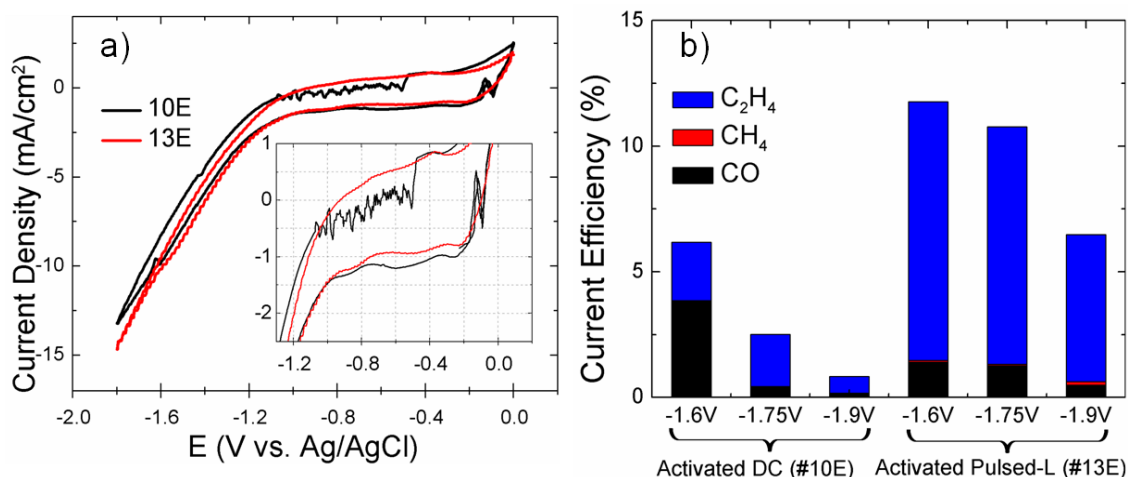 a)
Current Density (mA/cm²)
0
-5
-10
-15
10E
13E
1
0
-1
-2
-1.2 -0.8 -0.4 0.0
-2.0 -1.6 -1.2 -0.8 -0.4 0.0
E (V vs. Ag/AgCl)
b)
Current Efficiency (%)
15
10
5
0
C₂H₄
CH₄
CO
-1.6V -1.75V -1.9V -1.6V -1.75V -1.9V
Activated DC (#10E) Activated Pulsed-L (#13E)